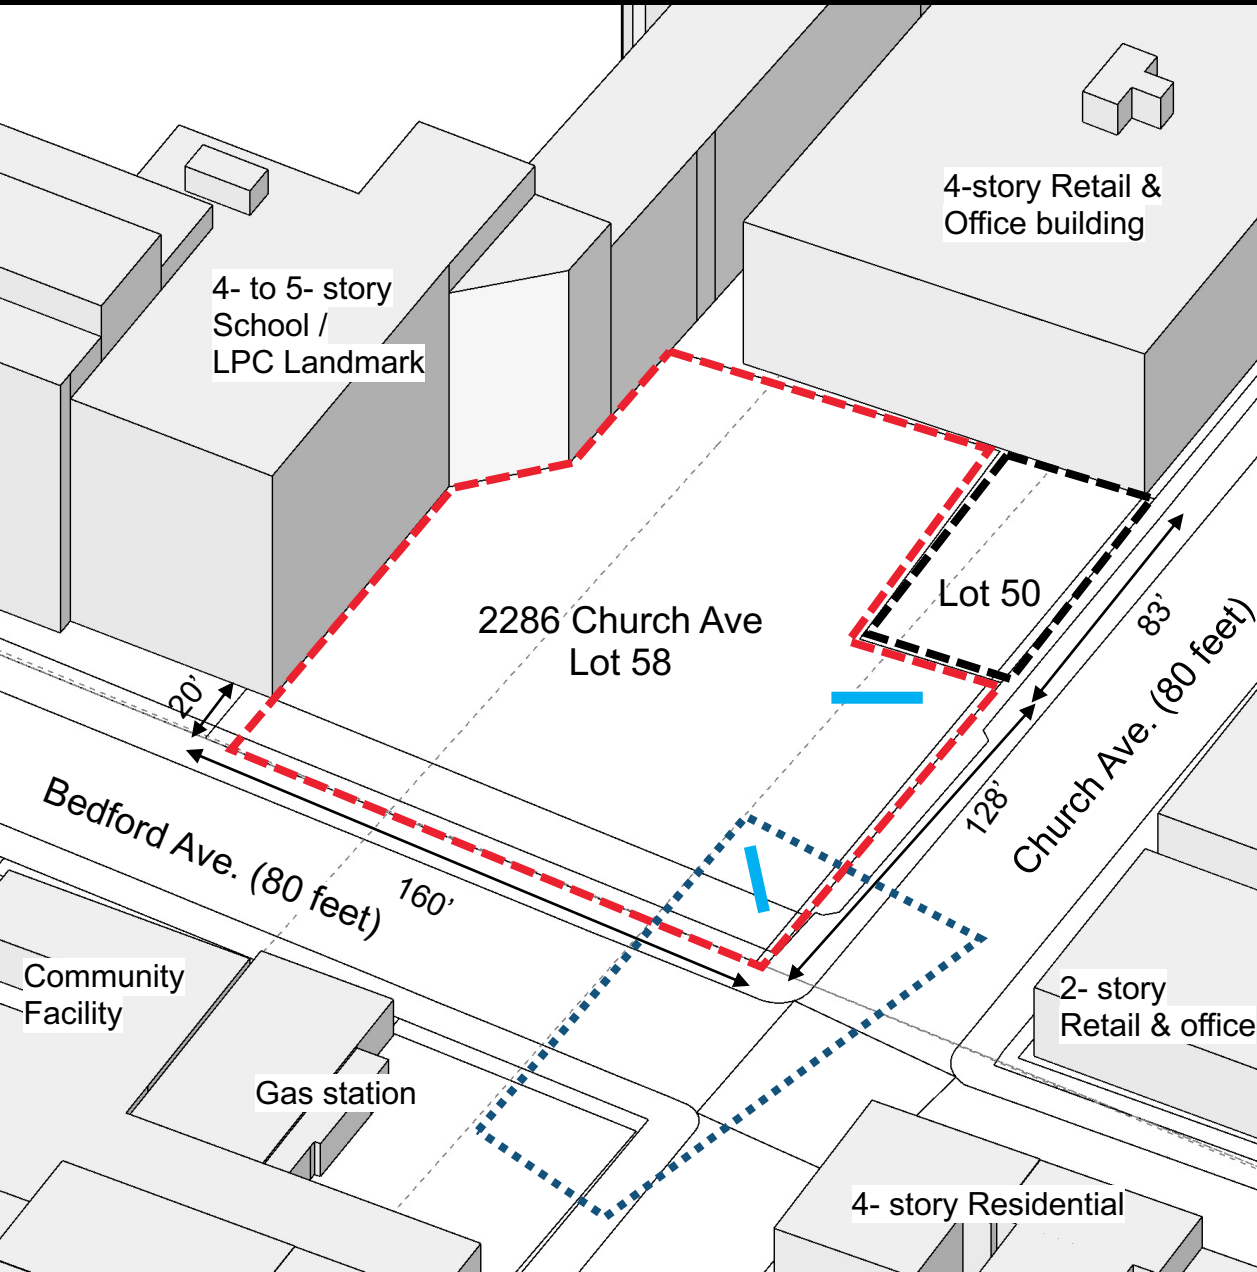 4-story Retail &
Office building
4- to 5- story
School /
LPC Landmark
Lot 50
2286 Church Ave
Lot 58
83’
20’
Church Ave. (80 feet)
128’
Bedford Ave. (80 feet)
160’
Community
Facility
2- story
Retail & office
Gas station
4- story Residential